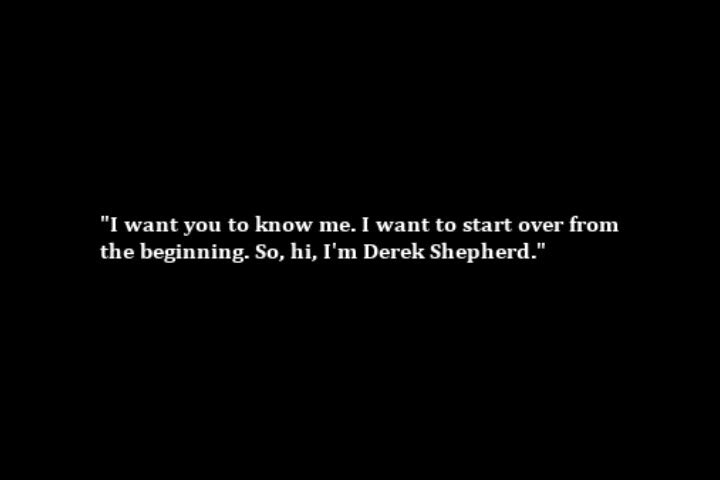 "I want you to know me. I want to start over from
the beginning. So, hi, I'm Derek Shepherd."